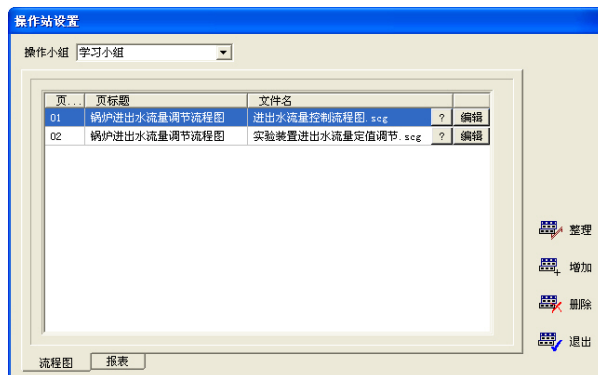 操作站设置
操作小组 学习小组
页... 页标题 文件名
01 锅炉进出水流量调节流程图 进出水流量控制流程图.scg ? 编辑
02 锅炉进出水流量调节流程图 实验装置进出水流量定值调节.scg ? 编辑
整理
增加
删除
退出
流程图 报表